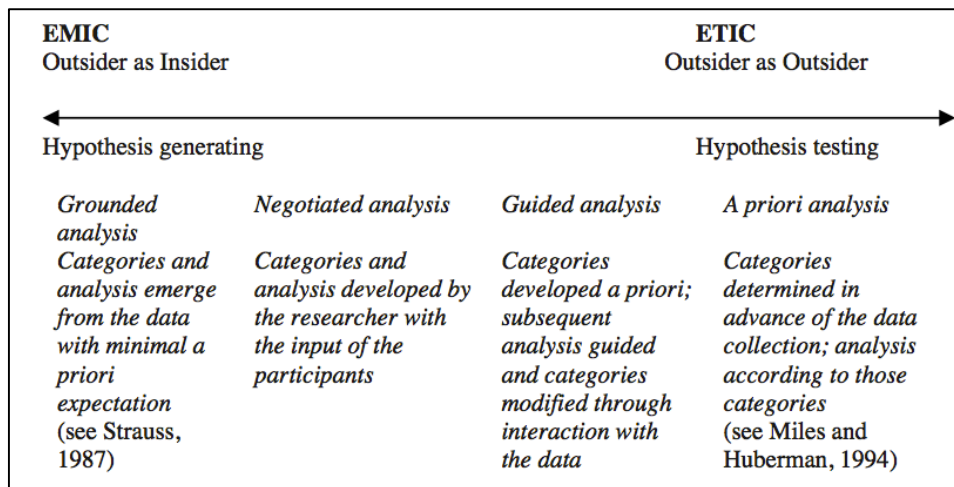 EMIC
Outsider as Insider
ETIC
Outsider as Outsider
Hypothesis generating
Hypothesis testing
Grounded
analysis
Categories and
analysis emerge
from the data
with minimal a
priori
expectation
(see Strauss,
1987)
Negotiated analysis
Categories and
analysis developed by
the researcher with
the input of the
participants
Guided analysis
Categories
developed a priori;
subsequent
analysis guided
and categories
modified through
interaction with
the data
A priori analysis
Categories
determined in
advance of the data
collection; analysis
according to those
categories
(see Miles and
Huberman, 1994)